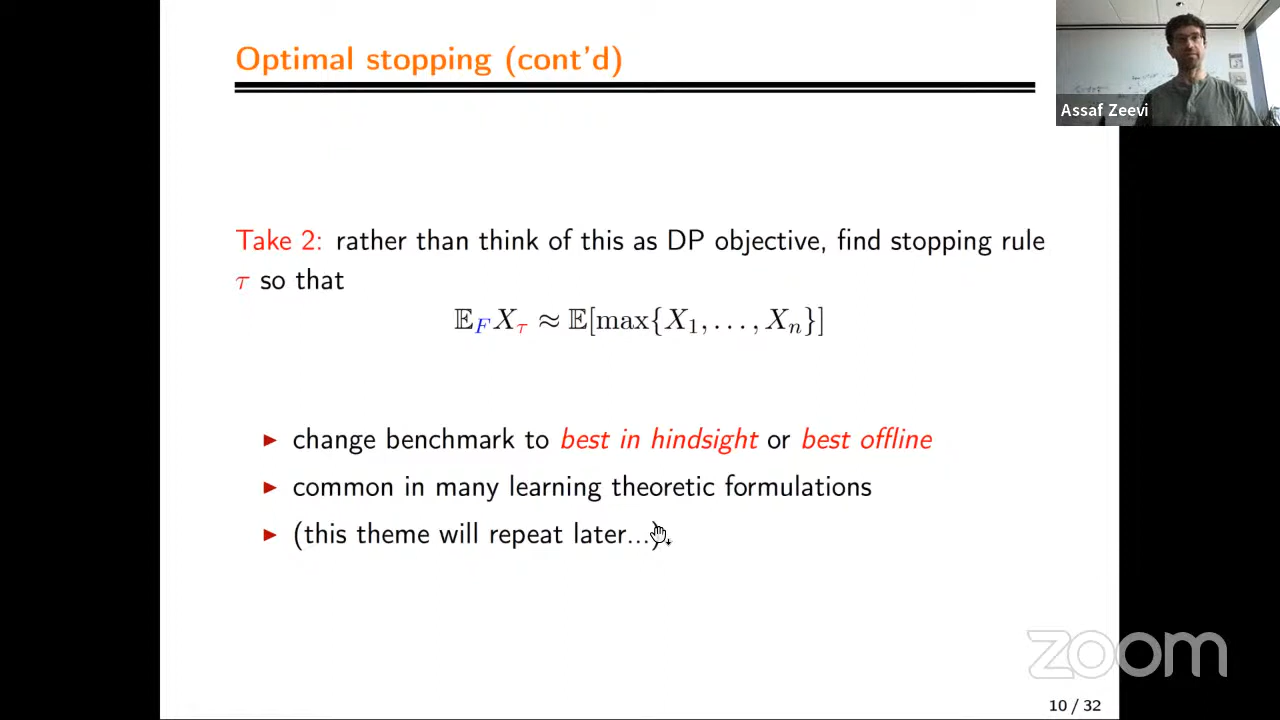 Optimal stopping (cont'd)
Assaf Zeevi
Take 2: rather than think of this as DP objective, find stopping rule
τ so that
𝔼_F X_τ ≈ 𝔼[max{X_1, . . . , X_n}]
▶ change benchmark to best in hindsight or best offline
▶ common in many learning theoretic formulations
▶ (this theme will repeat later...)
zoom
10 / 32